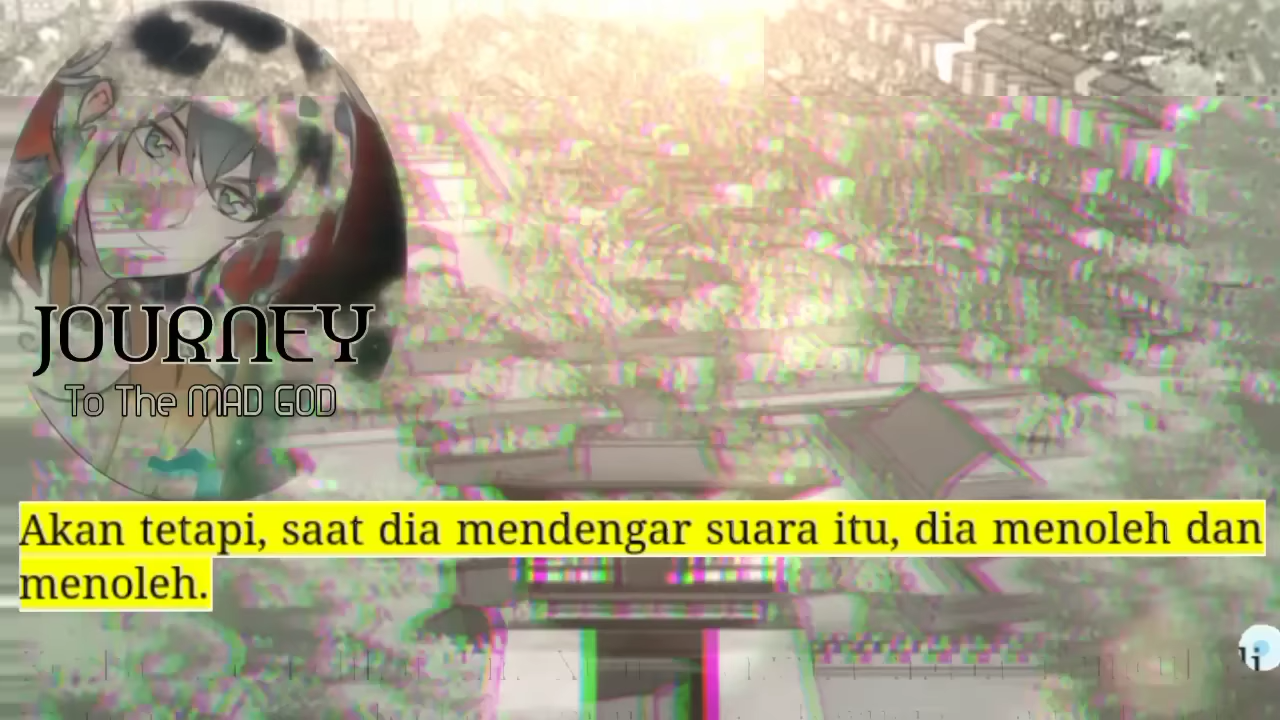 JOURNEY
To The MAD GOD
Akan tetapi, saat dia mendengar suara itu, dia menoleh dan
menoleh.